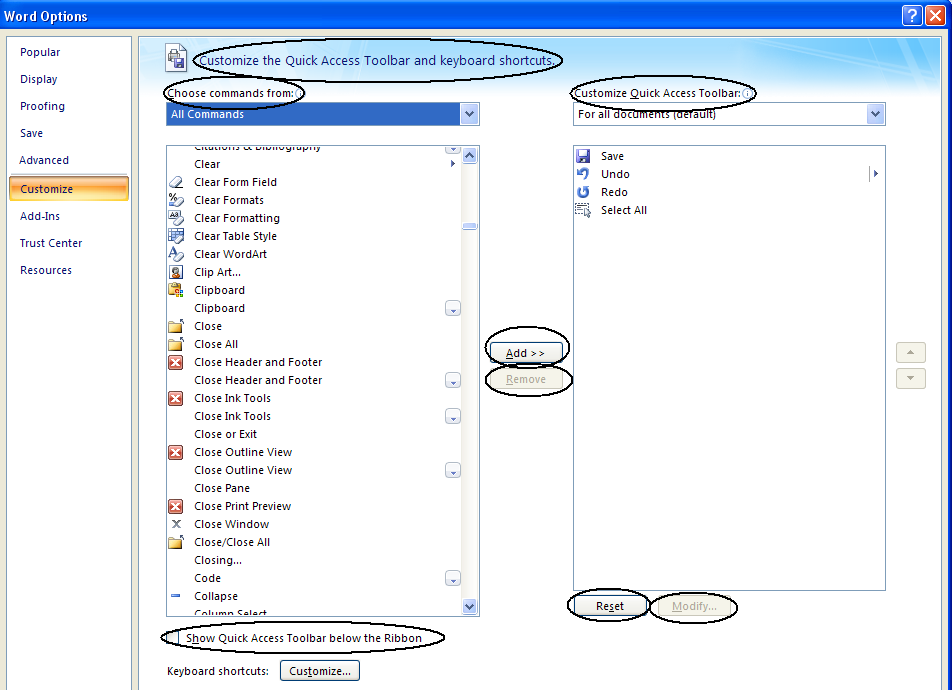 Word Options
Popular
Display
Proofing
Save
Advanced
Customize
Add-Ins
Trust Center
Resources
Customize the Quick Access Toolbar and keyboard shortcuts.
Choose commands from:
All Commands
Citations & Bibliography
Clear
Clear Form Field
Clear Formats
Clear Formatting
Clear Table Style
Clear WordArt
Clip Art...
Clipboard
Clipboard
Close
Close All
Close Header and Footer
Close Header and Footer
Close Ink Tools
Close Ink Tools
Close or Exit
Close Outline View
Close Outline View
Close Pane
Close Print Preview
Close Window
Close/Close All
Closing...
Code
Collapse
Column Select
Show Quick Access Toolbar below the Ribbon
Keyboard shortcuts: Customize...
Add >>
Remove
Customize Quick Access Toolbar:
For all documents (default)
Save
Undo
Redo
Select All
Reset Modify...